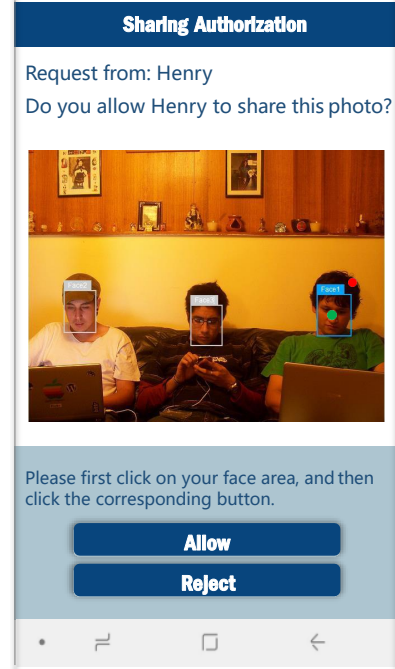 Sharing Authorization
Request from: Henry
Do you allow Henry to share this photo?
Face2
Face3
Face1
Please first click on your face area, and then
click the corresponding button.
Allow
Reject